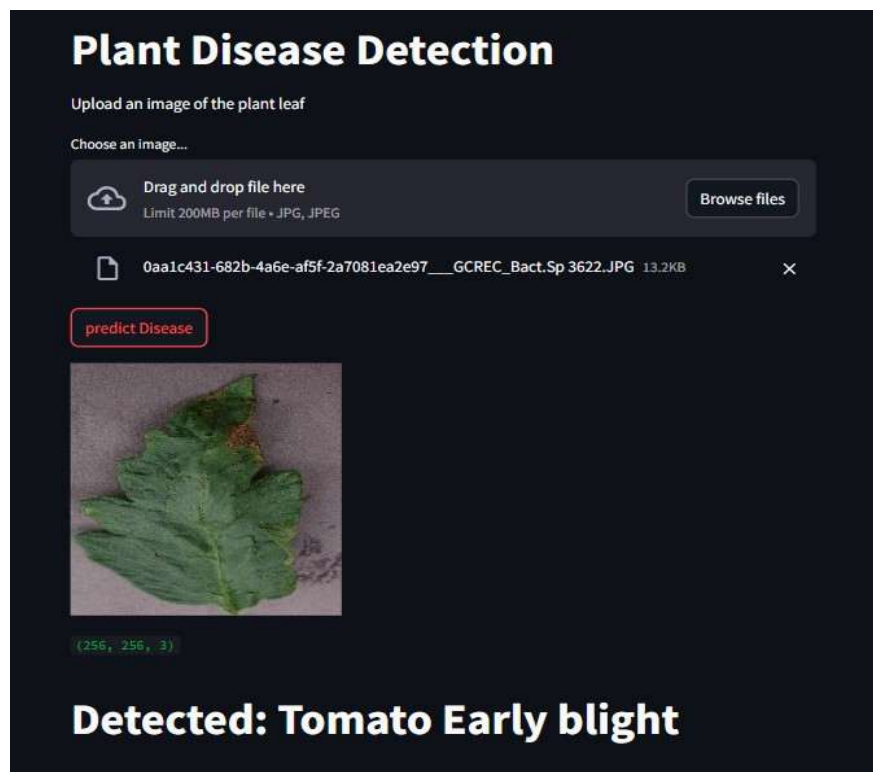 Plant Disease Detection
Upload an image of the plant leaf
Choose an image...
Drag and drop file here
Limit 200MB per file • JPG, JPEG
Browse files
0aa1c431-682b-4a6e-af5f-2a7081ea2e97___GCREC_Bact.Sp 3622.JPG 13.2KB
predict Disease
(256, 256, 3)
Detected: Tomato Early blight